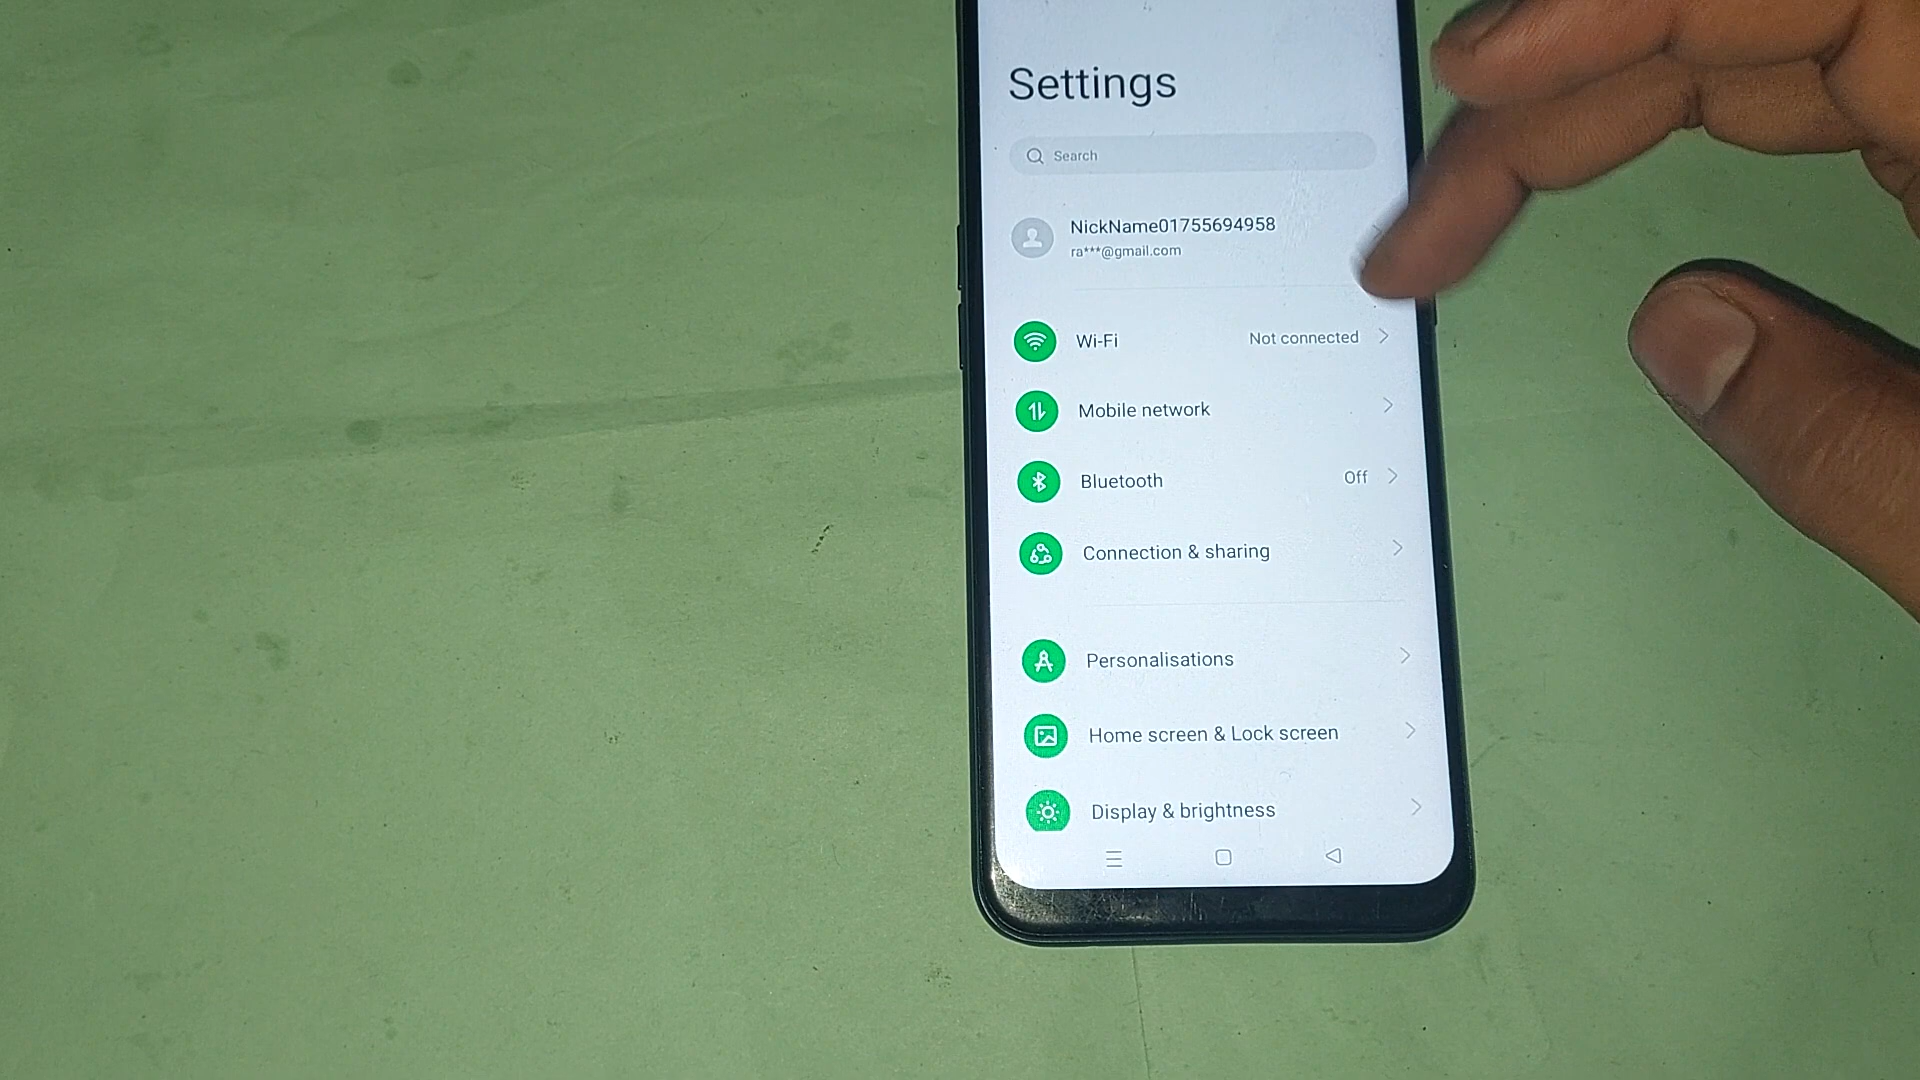 Settings
Search
NickName01755694958
ra***@gmail.com
Wi-Fi Not connected
Mobile network
Bluetooth Off
Connection & sharing
Personalisations
Home screen & Lock screen
Display & brightness